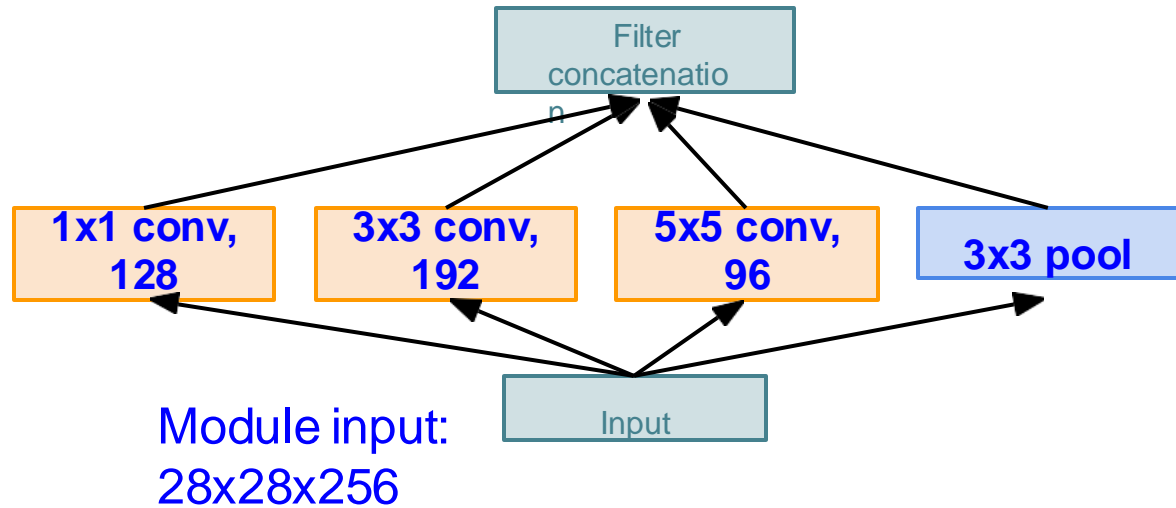 Filter
concatenatio
n
1x1 conv,
128
3x3 conv,
192
5x5 conv,
96
3x3 pool
Input
Module input:
28x28x256